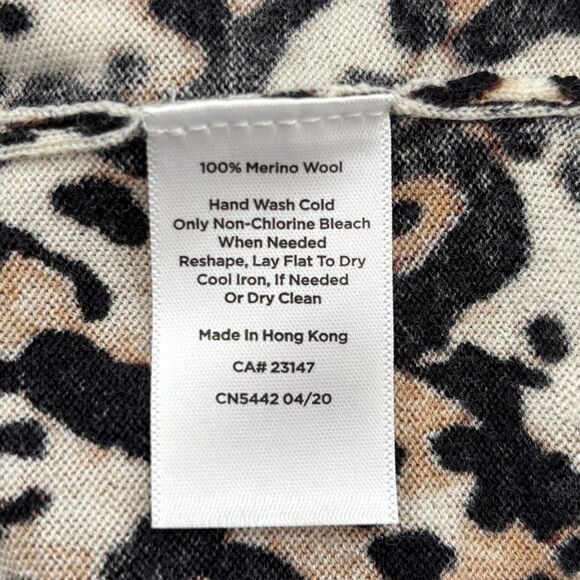 100% Merino Wool
Hand Wash Cold
Only Non-Chlorine Bleach
When Needed
Reshape, Lay Flat To Dry
Cool Iron, If Needed
Or Dry Clean
Made In Hong Kong
CA# 23147
CN5442 04/20